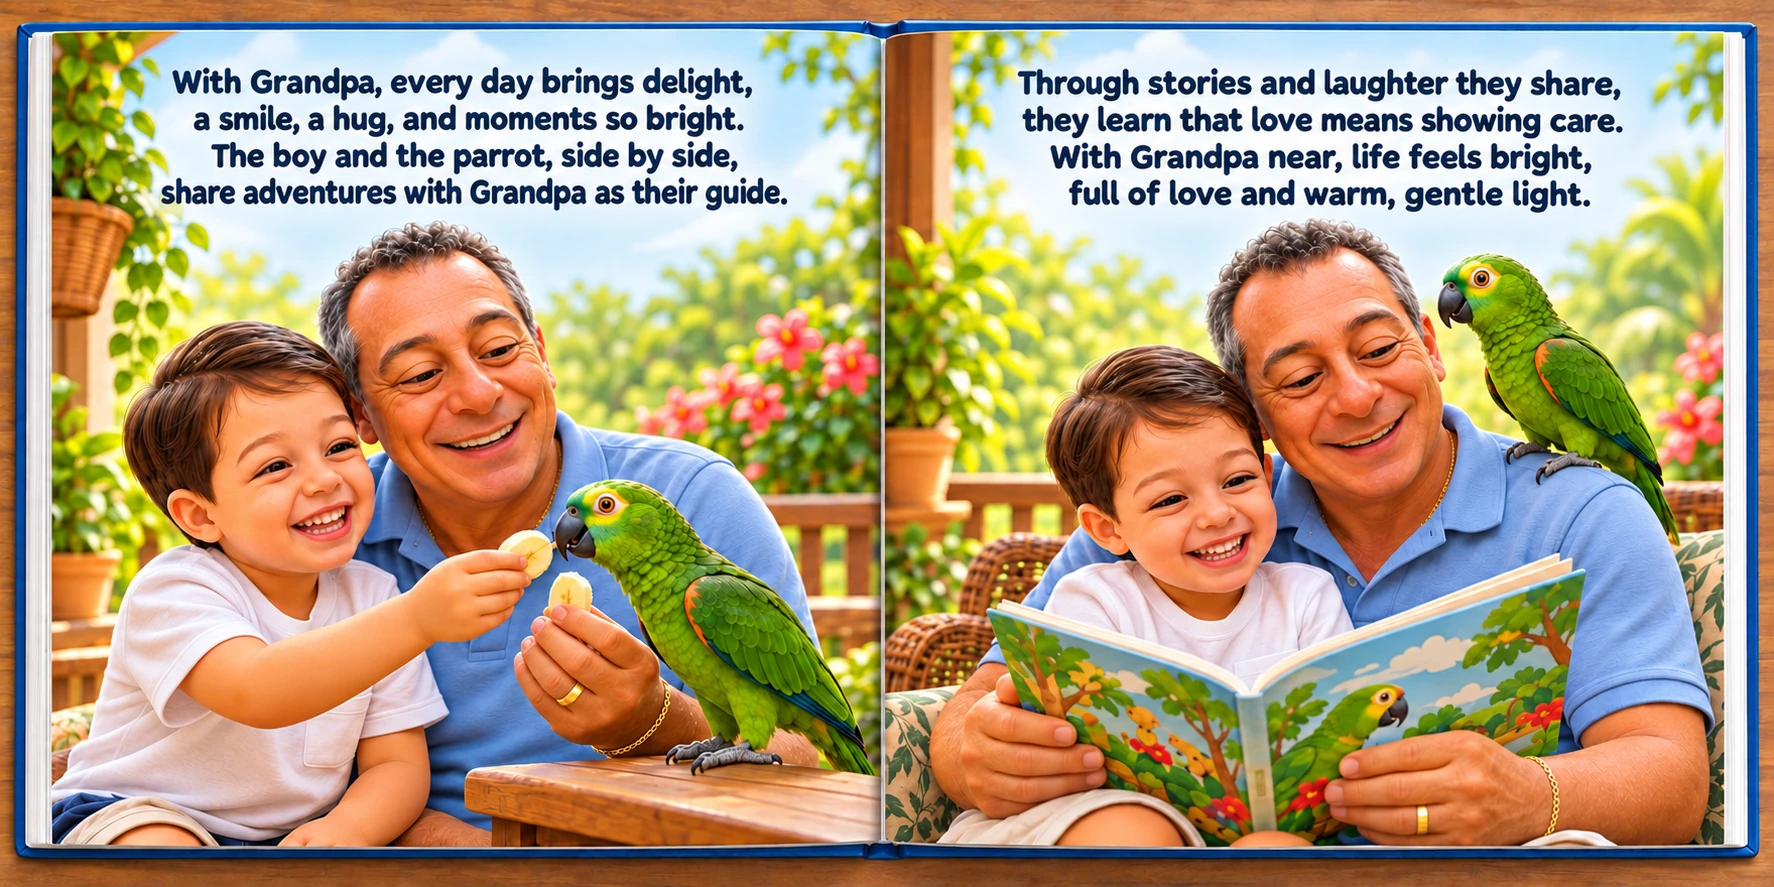 With Grandpa, every day brings delight,
a smile, a hug, and moments so bright.
The boy and the parrot, side by side,
share adventures with Grandpa as their guide.
Through stories and laughter they share,
they learn that love means showing care.
With Grandpa near, life feels bright,
full of love and warm, gentle light.